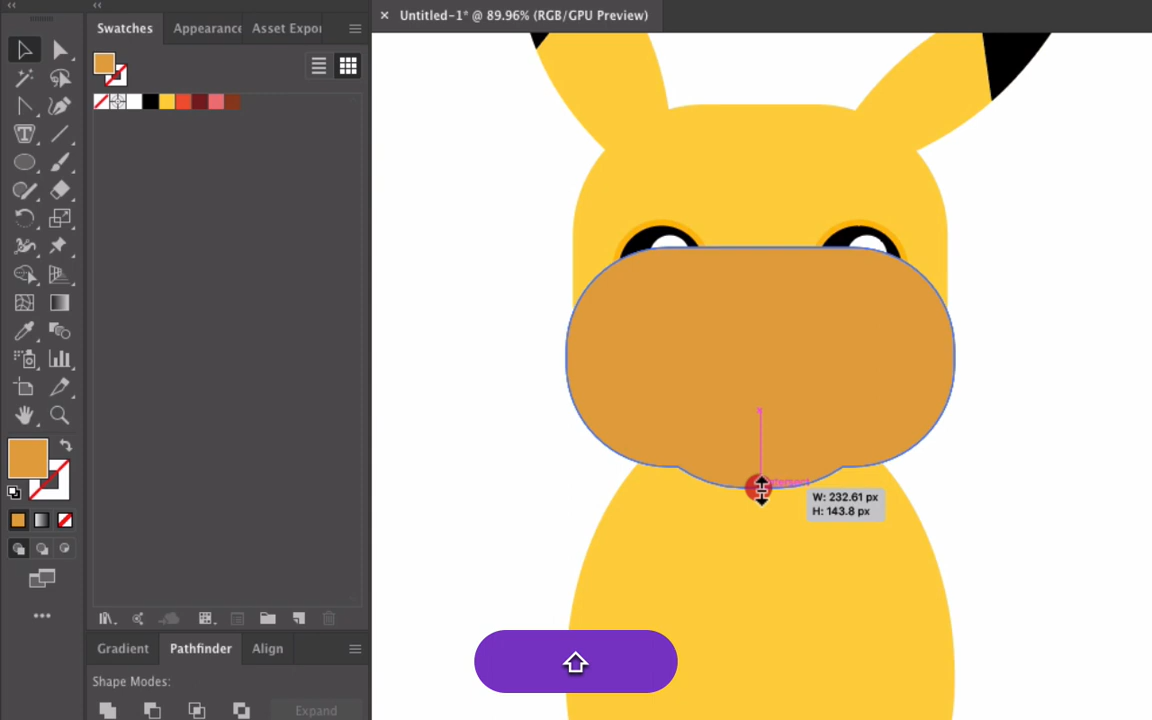 Untitled-1* @ 89.96% (RGB/GPU Preview)
Swatches Appearance Asset Expor
intersect
W: 232.61 px
H: 143.8 px
Gradient Pathfinder Align
Shape Modes:
Expand